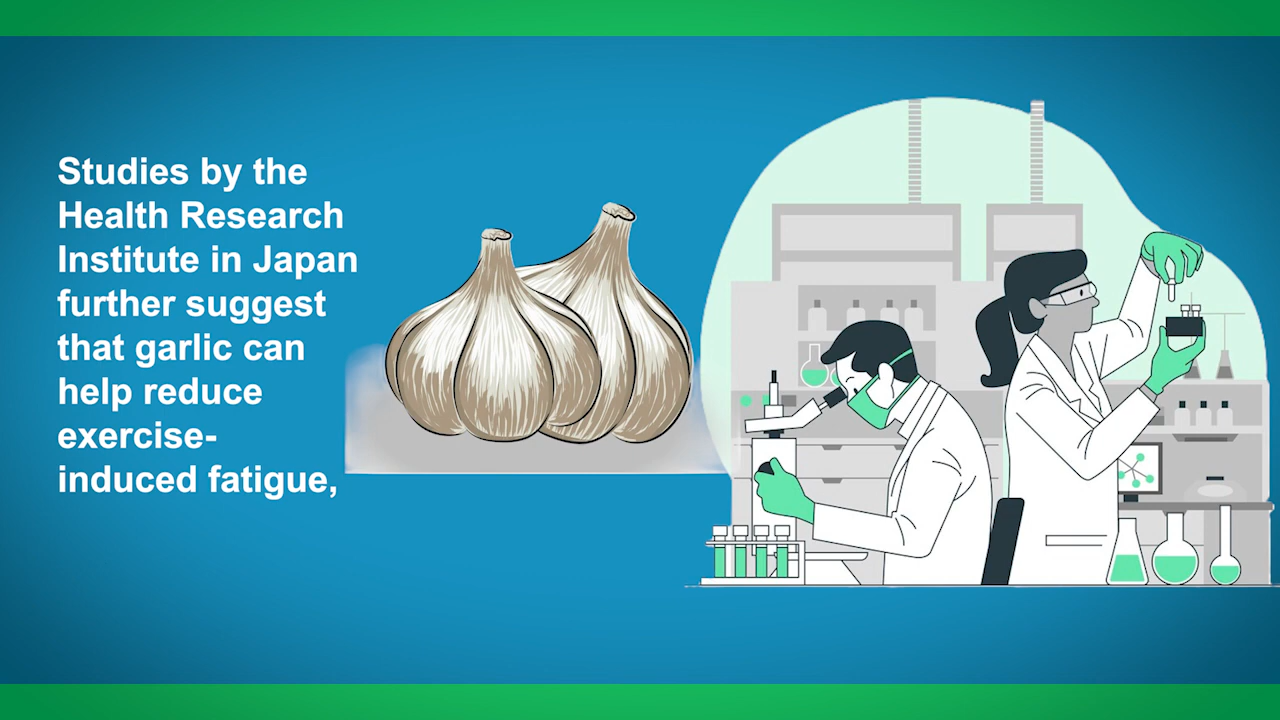 Studies by the
Health Research
Institute in Japan
further suggest
that garlic can
help reduce
exercise-
induced fatigue,